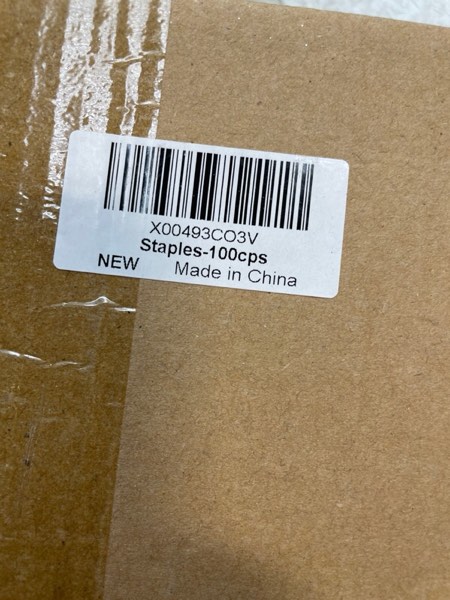 X00493CO3V
Staples-100cps
NEW Made in China